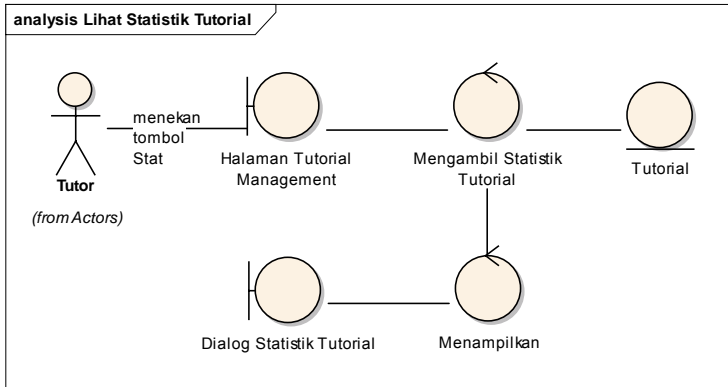 analysis Lihat Statistik Tutorial
menekan
tombol
Stat
Tutor
(from Actors)
Halaman Tutorial
Management
Mengambil Statistik
Tutorial
Tutorial
Dialog Statistik Tutorial
Menampilkan